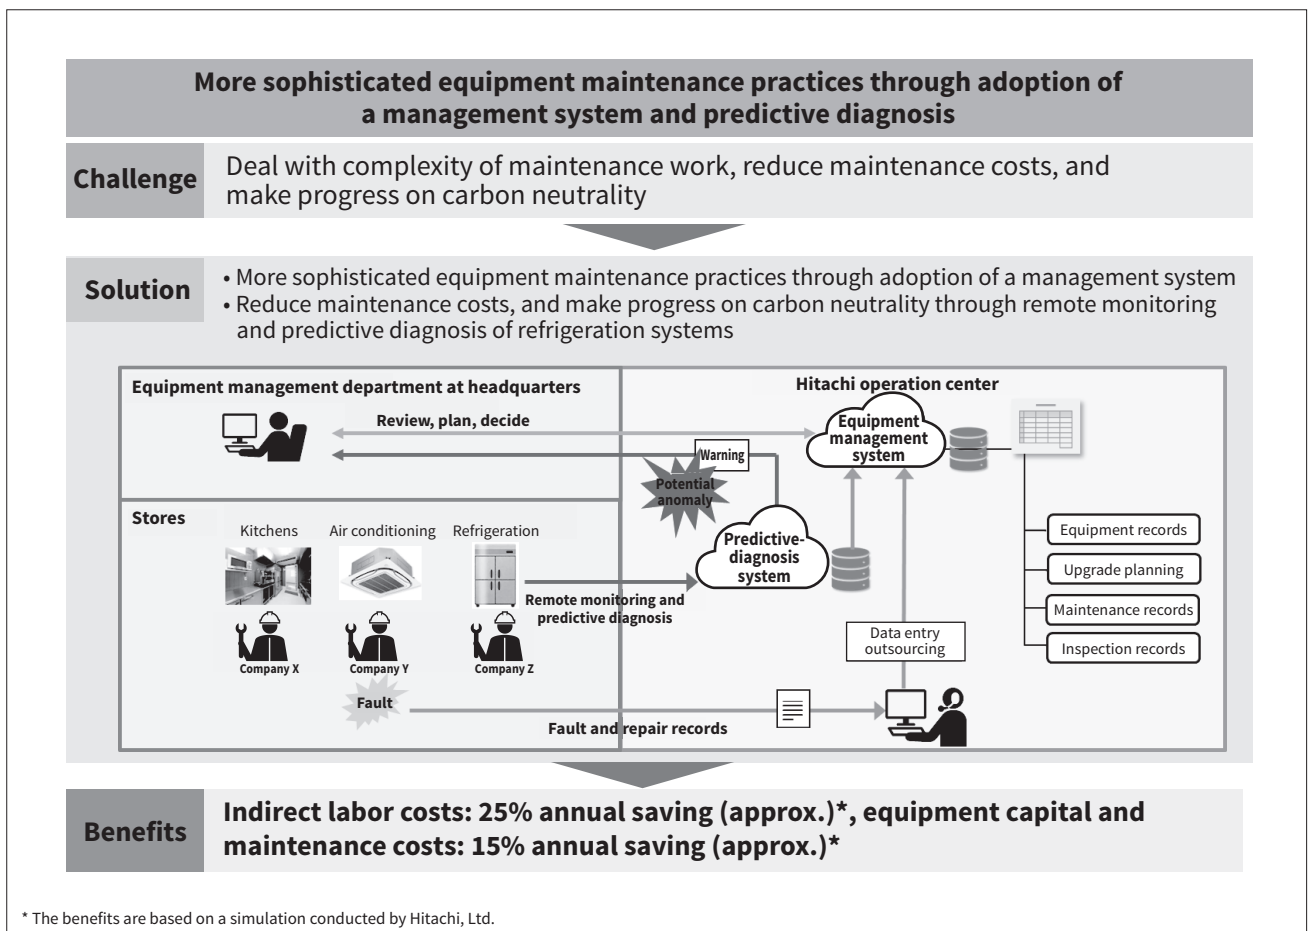 More sophisticated equipment maintenance practices through adoption of
a management system and predictive diagnosis
Challenge
Deal with complexity of maintenance work, reduce maintenance costs, and
make progress on carbon neutrality
Solution
• More sophisticated equipment maintenance practices through adoption of a management system
• Reduce maintenance costs, and make progress on carbon neutrality through remote monitoring
and predictive diagnosis of refrigeration systems
Equipment management department at headquarters
Review, plan, decide
Hitachi operation center
Equipment
management
system
Warning
Potential
anomaly
Stores
Kitchens
Air conditioning
Refrigeration
Predictive-
diagnosis
system
Remote monitoring and
predictive diagnosis
Company X
Company Y
Company Z
Fault
Fault and repair records
Data entry
outsourcing
Equipment records
Upgrade planning
Maintenance records
Inspection records
Benefits
Indirect labor costs: 25% annual saving (approx.)*, equipment capital and
maintenance costs: 15% annual saving (approx.)*
* The benefits are based on a simulation conducted by Hitachi, Ltd.